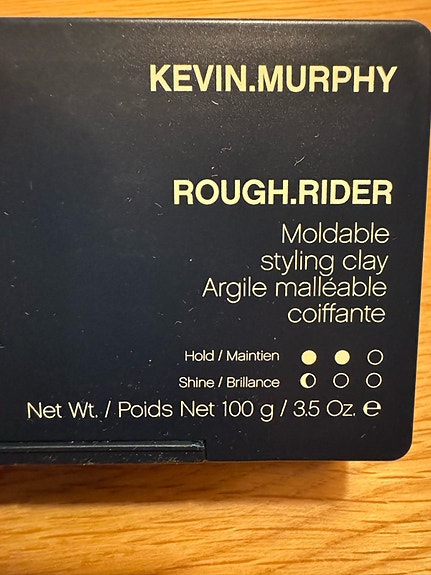 KEVIN.MURPHY
ROUGH.RIDER
Moldable
styling clay
Argile malléable
coiffante
Hold / Maintien
Shine / Brillance
Net Wt. / Poids Net 100 g / 3.5 Oz. ℮